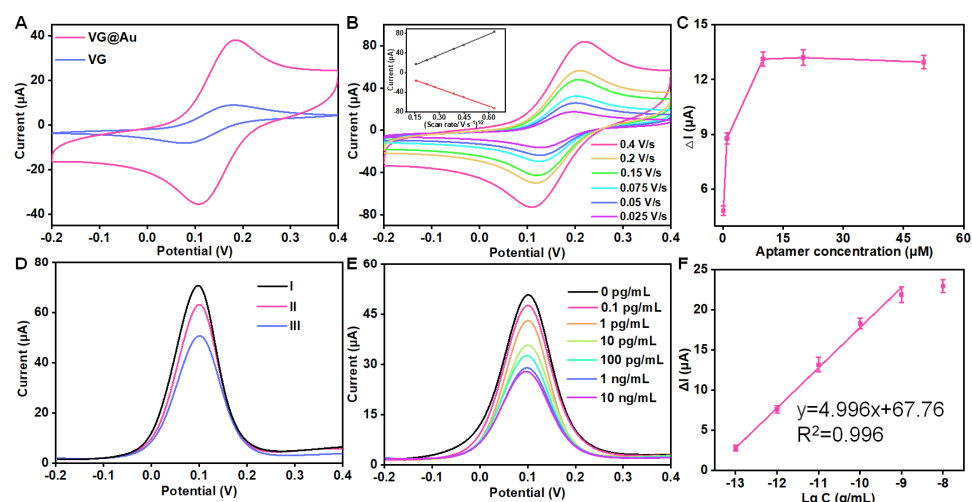 A
VG@Au
VG
Current (μA)
40
20
0
-20
-40
-0.2
-0.1
0.0
0.1
0.2
0.3
0.4
Potential (V)
B
Current (μA)
80
40
0
-40
-80
-0.2
-0.1
0.0
0.1
0.2
0.3
0.4
Potential (V)
Current (μA)
80
40
0
-40
-80
0.15
0.30
0.45
0.60
(Scan rate/ V s⁻¹)¹/²
0.4 V/s
0.2 V/s
0.15 V/s
0.075 V/s
0.05 V/s
0.025 V/s
C
△I (μA)
15
12
9
6
0
15
30
45
60
Aptamer concentration (μM)
D
I
II
III
Current (μA)
80
60
40
20
0
-0.2
-0.1
0.0
0.1
0.2
0.3
0.4
Potential (V)
E
0 pg/mL
0.1 pg/mL
1 pg/mL
10 pg/mL
100 pg/mL
1 ng/mL
10 ng/mL
Current (μA)
60
45
30
15
0
-0.2
-0.1
0.0
0.1
0.2
0.3
0.4
Potential (V)
F
ΔI (μA)
25
20
15
10
5
0
y=4.996x+67.76
R²=0.996
-13
-12
-11
-10
-9
-8
Lg C (g/mL)